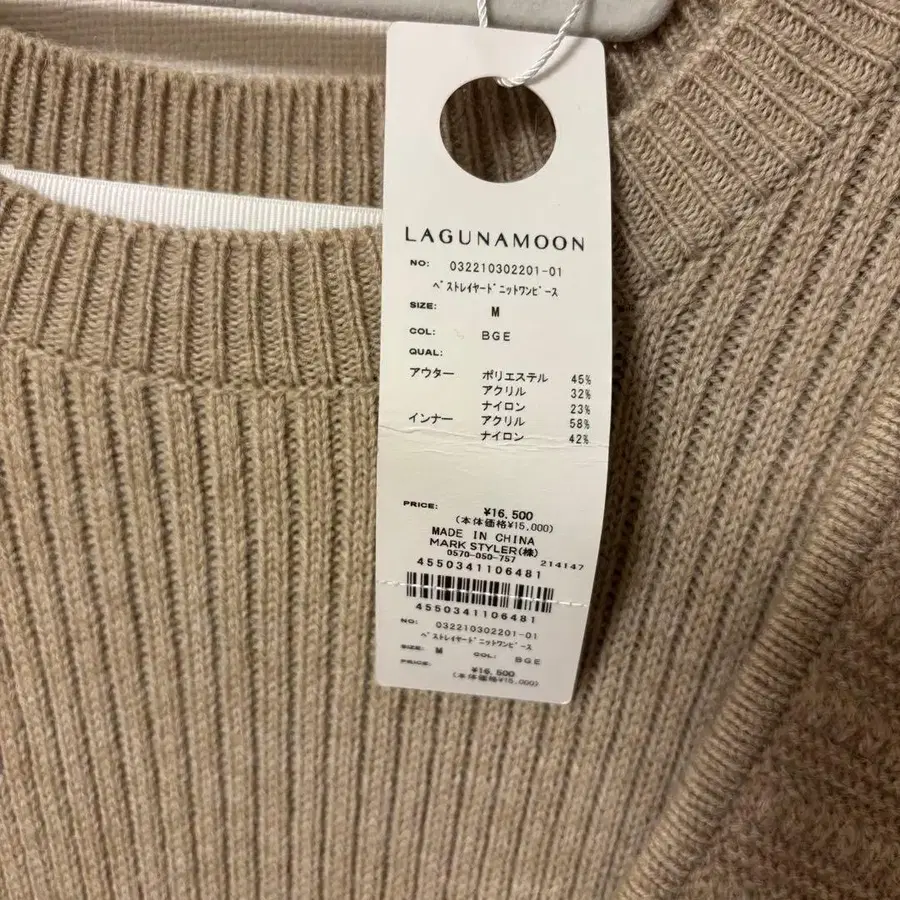 LAGUNAMOON
NO: 032210302201-01
ベストレイヤードニットワンピース
SIZE: M
COL: BGE
QUAL:
アウター ポリエステル 45%
アクリル 32%
ナイロン 23%
インナー アクリル 58%
ナイロン 42%
PRICE: ¥16,500
(本体価格¥15,000)
MADE IN CHINA
MARK STYLER(株)
0570-050-757 214147
4550341106481
4550341106481
NO: 032210302201-01
ベストレイヤードニットワンピース
SIZE: M COL: BGE
PRICE: ¥16,500
(本体価格¥15,000)